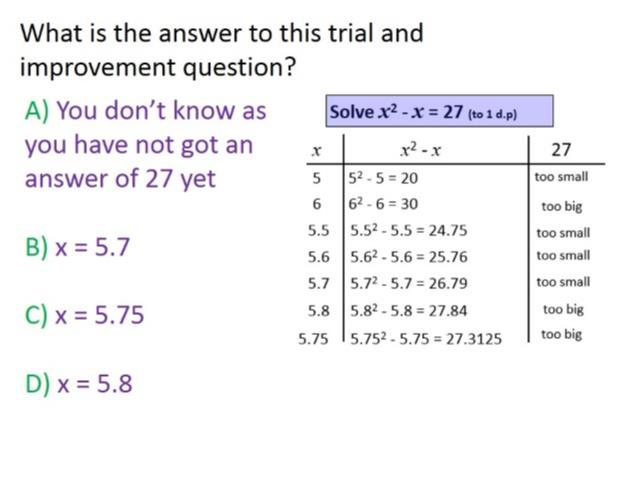 What is the answer to this trial and
improvement question?
A) You don't know as
you have not got an
answer of 27 yet
B) x = 5.7
C) x = 5.75
D) x = 5.8
Solve x² - x = 27 (to 1 d.p)
x x² - x 27
5 5² - 5 = 20 too small
6 6² - 6 = 30 too big
5.5 5.5² - 5.5 = 24.75 too small
5.6 5.6² - 5.6 = 25.76 too small
5.7 5.7² - 5.7 = 26.79 too small
5.8 5.8² - 5.8 = 27.84 too big
5.75 5.75² - 5.75 = 27.3125 too big